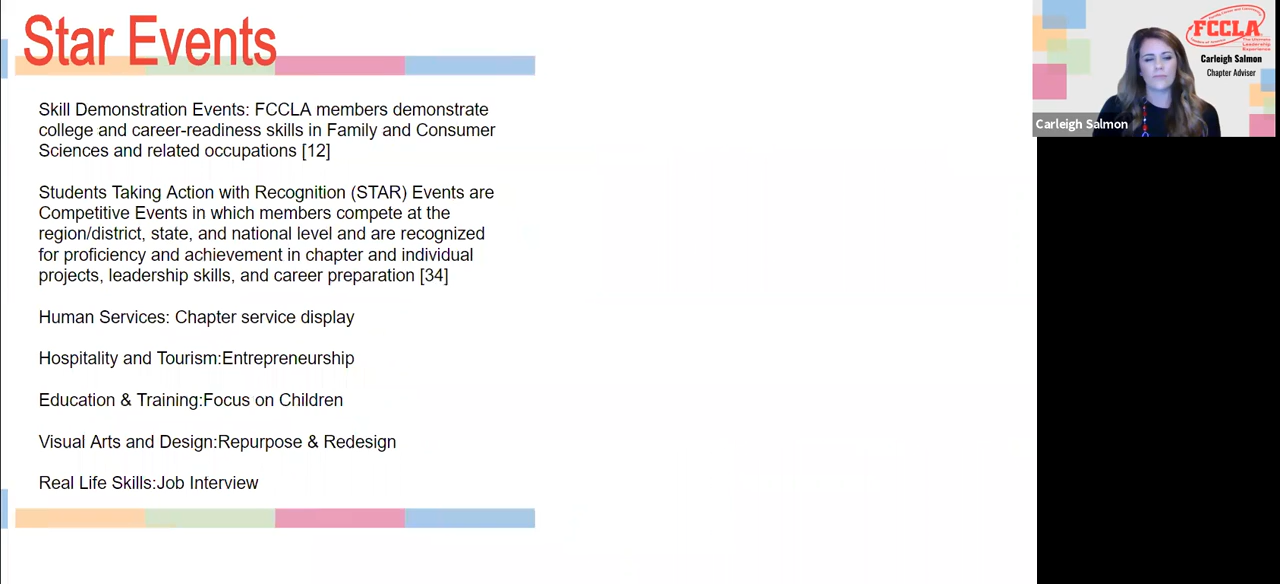 Star Events
Skill Demonstration Events: FCCLA members demonstrate
college and career-readiness skills in Family and Consumer
Sciences and related occupations [12]
Students Taking Action with Recognition (STAR) Events are
Competitive Events in which members compete at the
region/district, state, and national level and are recognized
for proficiency and achievement in chapter and individual
projects, leadership skills, and career preparation [34]
Human Services: Chapter service display
Hospitality and Tourism:Entrepreneurship
Education & Training:Focus on Children
Visual Arts and Design:Repurpose & Redesign
Real Life Skills:Job Interview
FCCLA
The Ultimate
Leadership
Experience
Carleigh Salmon
Chapter Adviser
Carleigh Salmon